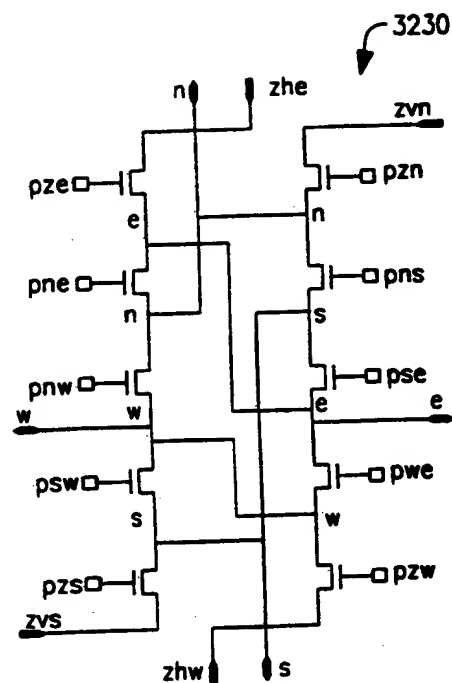 3230
n zhe
zvn
pze pzn
e n
pne pns
n s
pnw pse
w w e e
psw pwe
s w
pzs pzw
zvs
zhw s